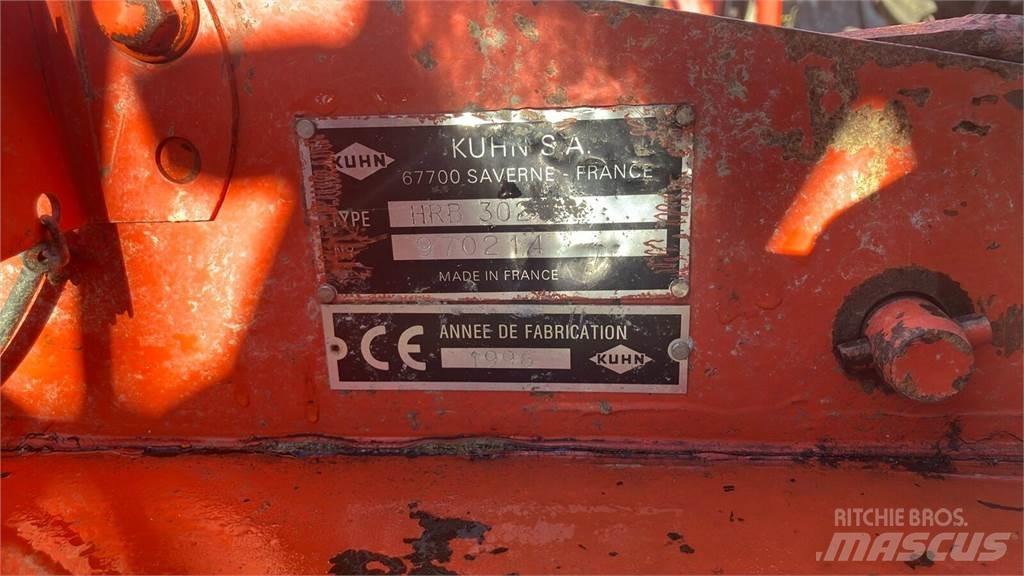 KUHN
KUHN S.A.
67700 SAVERNE - FRANCE
TYPE HRB 302
970214
MADE IN FRANCE
CE ANNEE DE FABRICATION
1996
KUHN
RITCHIE BROS.
MASCUS